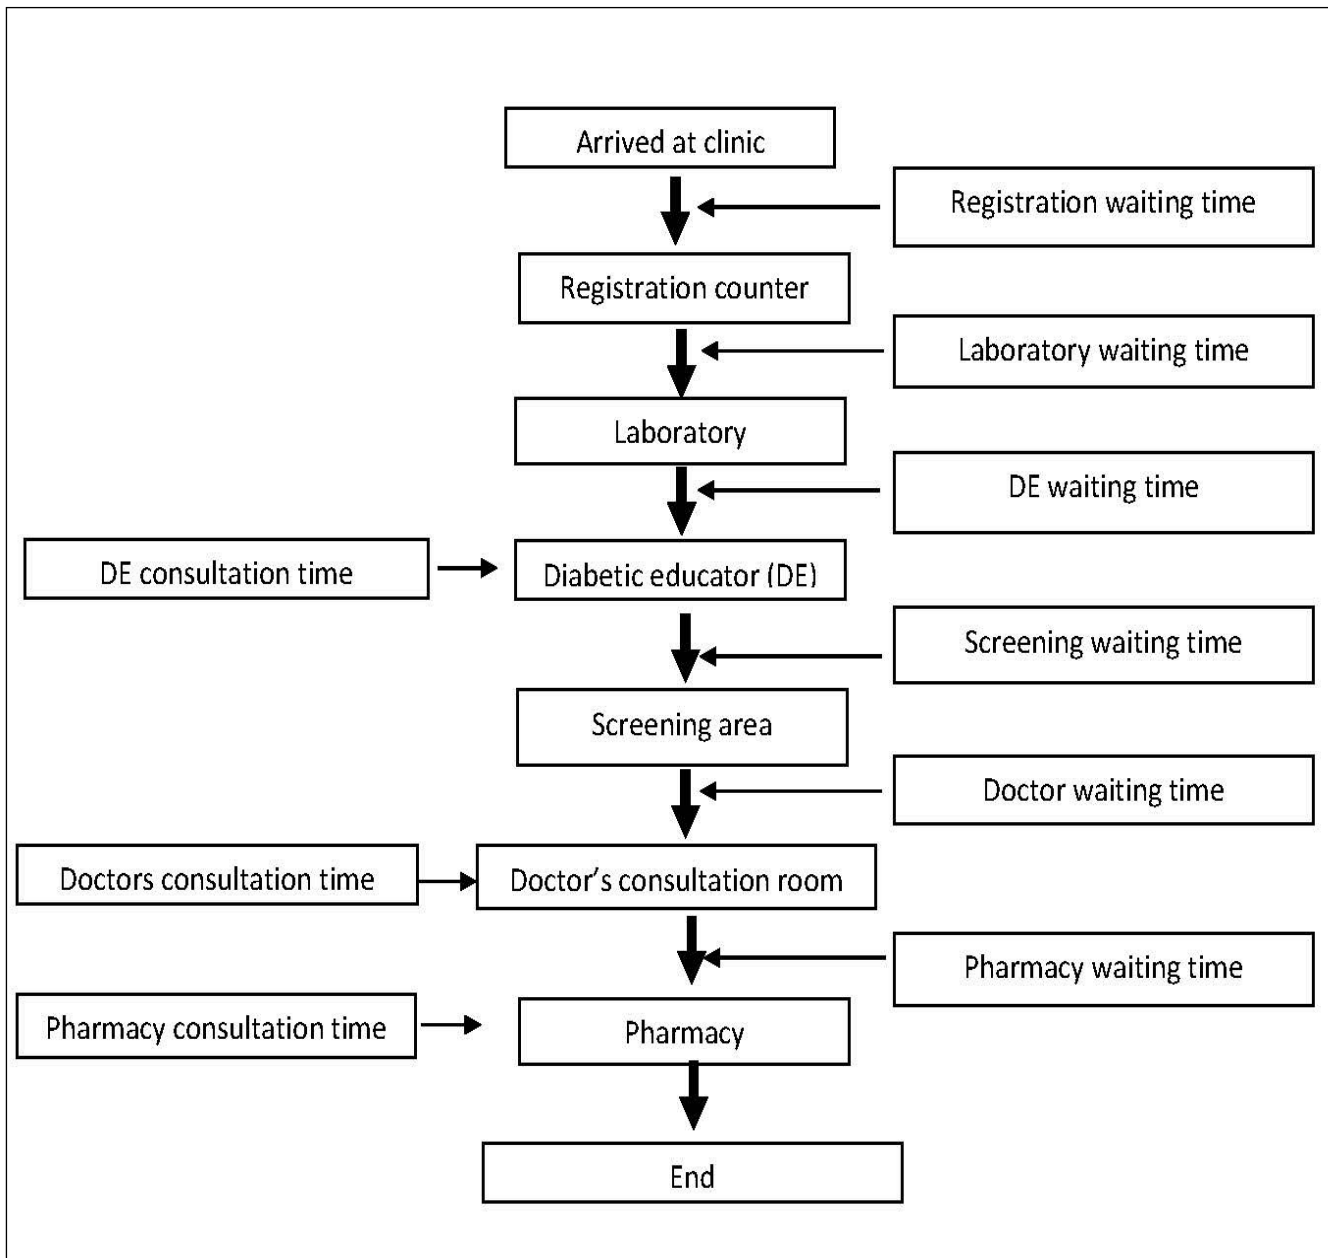 Arrived at clinic
Registration waiting time
Registration counter
Laboratory waiting time
Laboratory
DE waiting time
DE consultation time
Diabetic educator (DE)
Screening waiting time
Screening area
Doctor waiting time
Doctors consultation time
Doctor’s consultation room
Pharmacy waiting time
Pharmacy consultation time
Pharmacy
End